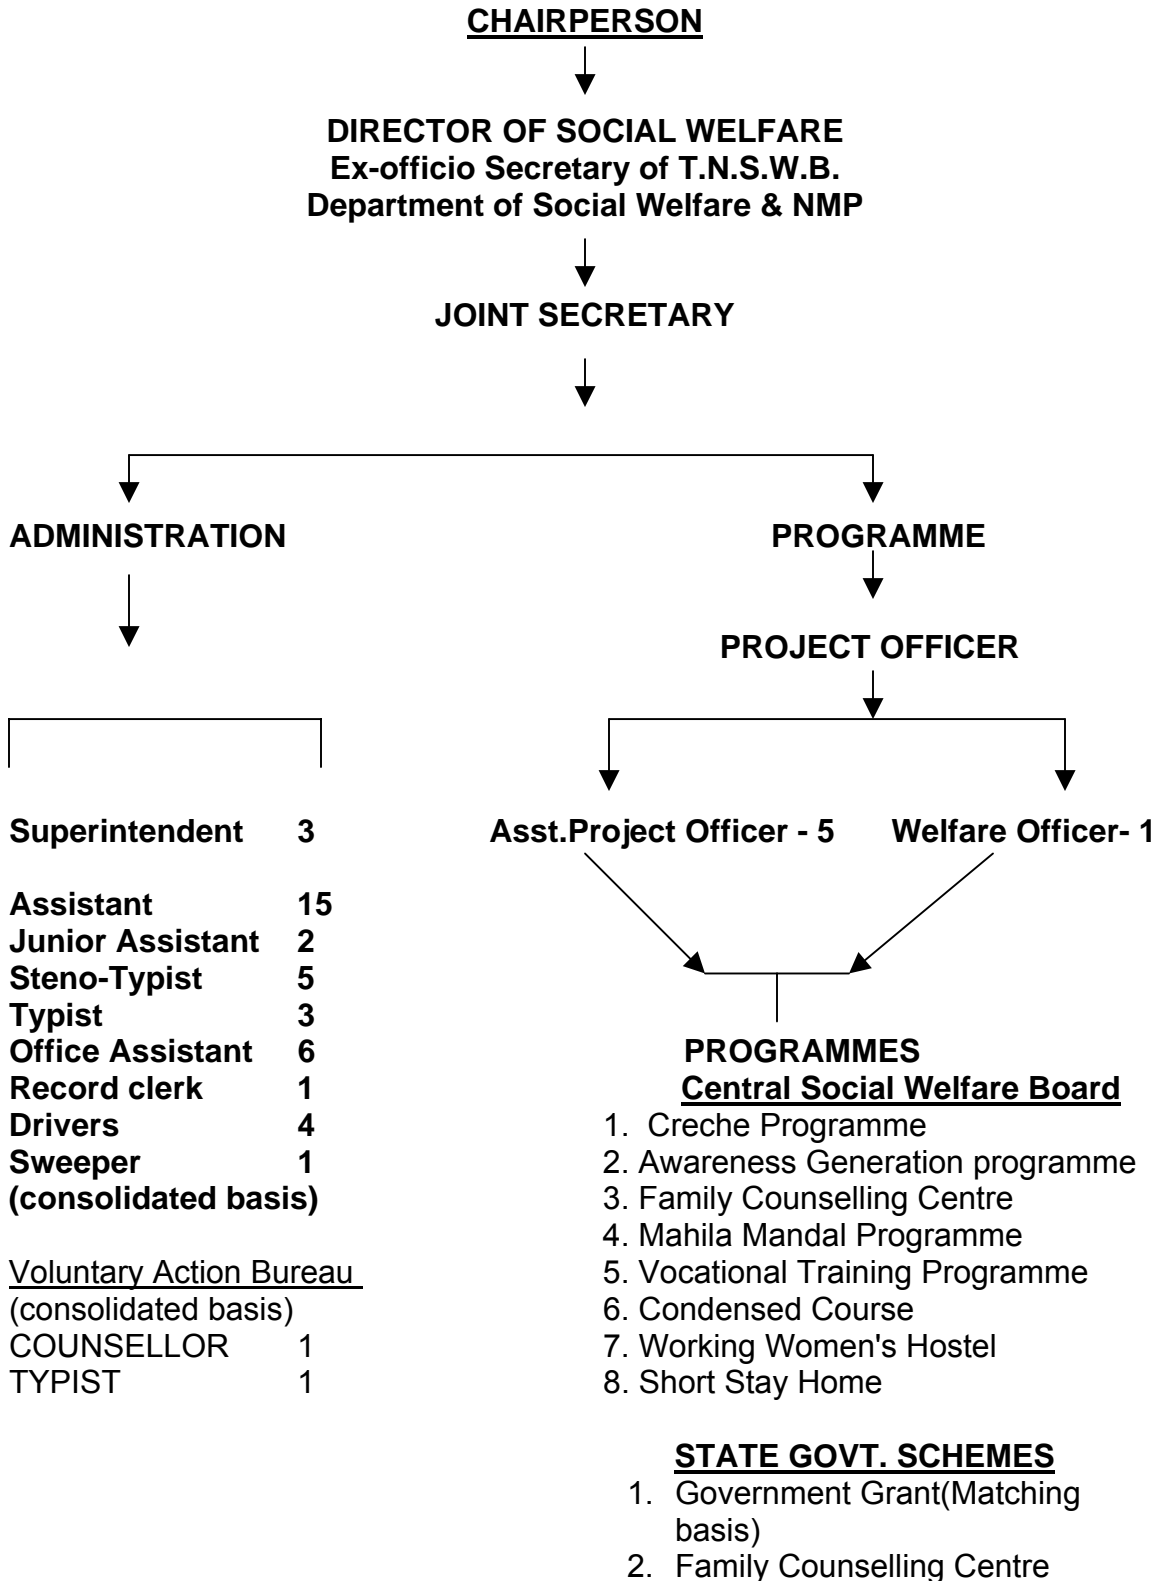 CHAIRPERSON
DIRECTOR OF SOCIAL WELFARE
Ex-officio Secretary of T.N.S.W.B.
Department of Social Welfare & NMP
JOINT SECRETARY
ADMINISTRATION
PROGRAMME
PROJECT OFFICER
Superintendent 3
Asst.Project Officer - 5
Welfare Officer- 1
Assistant 15
Junior Assistant 2
Steno-Typist 5
Typist 3
Office Assistant 6
Record clerk 1
Drivers 4
Sweeper 1
(consolidated basis)
Voluntary Action Bureau
(consolidated basis)
COUNSELLOR 1
TYPIST 1
PROGRAMMES
Central Social Welfare Board
1. Creche Programme
2. Awareness Generation programme
3. Family Counselling Centre
4. Mahila Mandal Programme
5. Vocational Training Programme
6. Condensed Course
7. Working Women's Hostel
8. Short Stay Home
STATE GOVT. SCHEMES
1. Government Grant(Matching
basis)
2. Family Counselling Centre